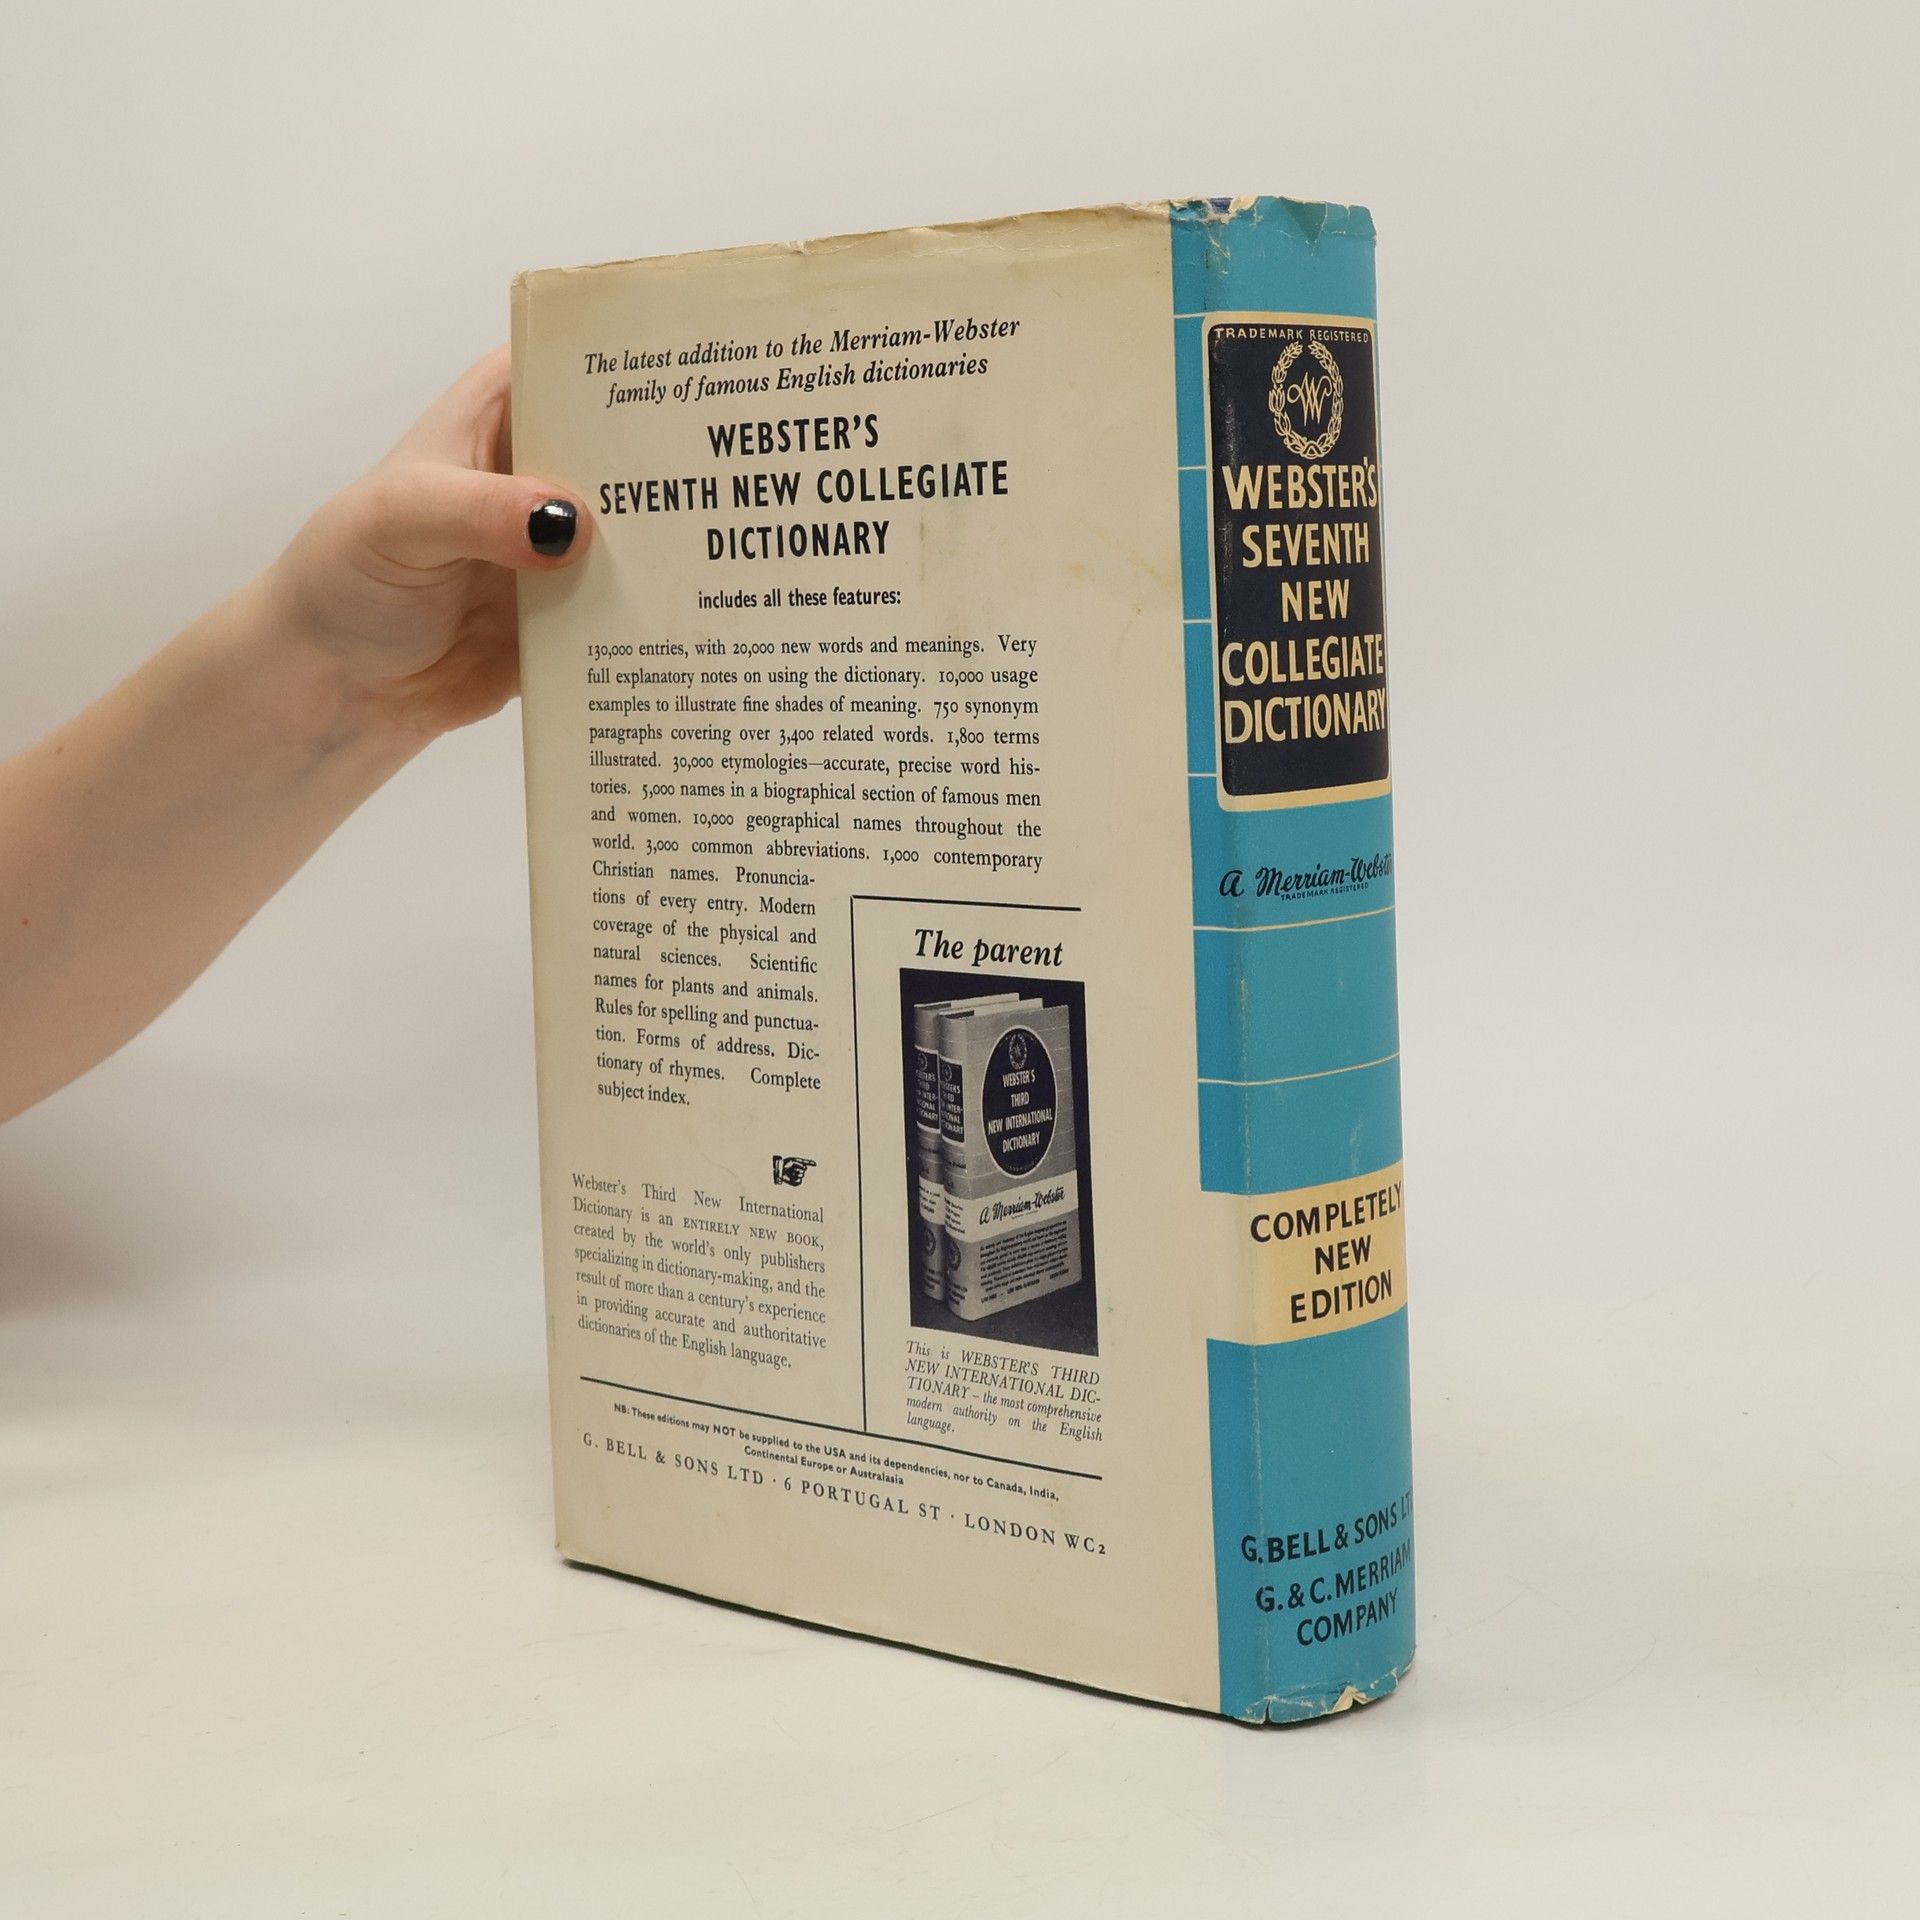 The latest addition to the Merriam-Webster
family of famous English dictionaries
WEBSTER'S
SEVENTH NEW COLLEGIATE
DICTIONARY
includes all these features:
130,000 entries, with 20,000 new words and meanings. Very
full explanatory notes on using the dictionary. 10,000 usage
examples to illustrate fine shades of meaning. 750 synonym
paragraphs covering over 3,400 related words. 1,800 terms
illustrated. 30,000 etymologies—accurate, precise word his-
tories. 5,000 names in a biographical section of famous men
and women. 10,000 geographical names throughout the
world. 3,000 common abbreviations. 1,000 contemporary
Christian names. Pronuncia-
tions of every entry. Modern
coverage of the physical and
natural sciences. Scientific
names for plants and animals.
Rules for spelling and punctua-
tion. Forms of address. Dic-
tionary of rhymes. Complete
subject index.
Webster's Third New International
Dictionary is an ENTIRELY NEW BOOK,
created by the world's only publishers
specializing in dictionary-making, and the
result of more than a century's experience
in providing accurate and authoritative
dictionaries of the English language.
The parent
WEBSTER'S
THIRD
NEW INTERNATIONAL
DICTIONARY
A Merriam-Webster
This is WEBSTER'S THIRD
NEW INTERNATIONAL DIC-
TIONARY – the most comprehensive
modern authority on the English
language.
NB: These editions may NOT be supplied to the USA and its dependencies, nor to Canada, India,
Continental Europe or Australasia
G. BELL & SONS LTD · 6 PORTUGAL ST · LONDON WC2
TRADEMARK REGISTERED
W
WEBSTER'S
SEVENTH
NEW
COLLEGIATE
DICTIONARY
A Merriam-Webster
TRADEMARK REGISTERED
COMPLETELY
NEW
EDITION
G. BELL & SONS LT
G. & C. MERRIAM
COMPANY